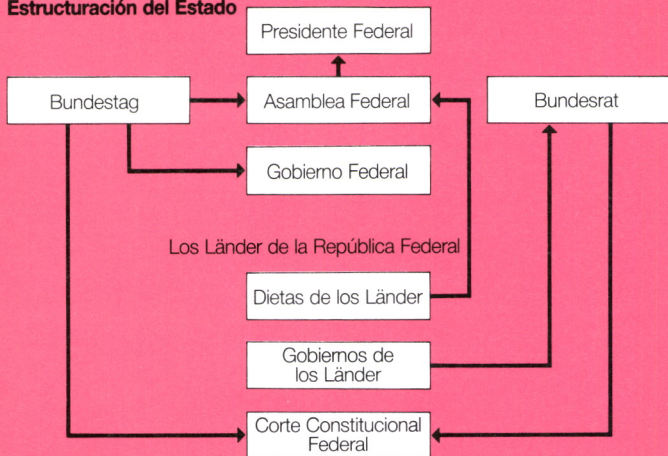 Estructuración del Estado
Presidente Federal
Bundestag
Asamblea Federal
Bundesrat
Gobierno Federal
Los Länder de la República Federal
Dietas de los Länder
Gobiernos de
los Länder
Corte Constitucional
Federal